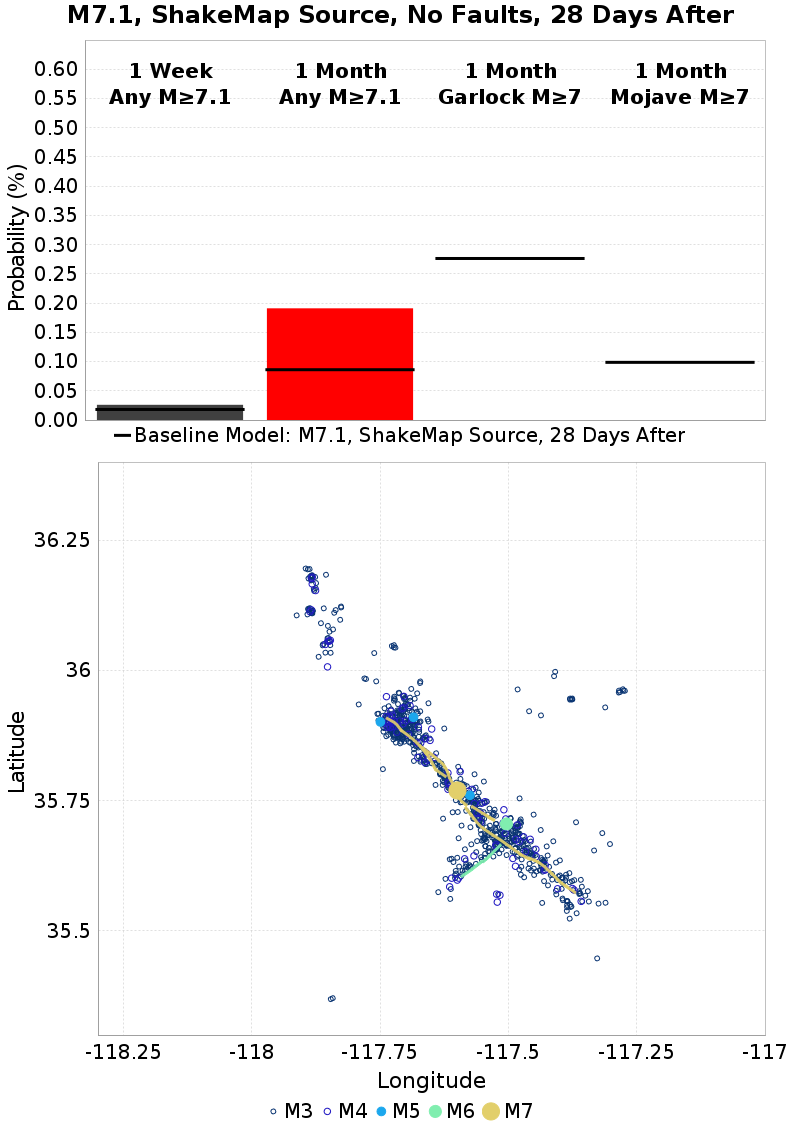 M7.1, ShakeMap Source, No Faults, 28 Days After
Probability (%)
0.60
0.55
0.50
0.45
0.40
0.35
0.30
0.25
0.20
0.15
0.10
0.05
0.00
1 Week
Any M≥7.1
1 Month
Any M≥7.1
1 Month
Garlock M≥7
1 Month
Mojave M≥7
Baseline Model: M7.1, ShakeMap Source, 28 Days After
Latitude
36.25
36
35.75
35.5
-118.25 -118 -117.75 -117.5 -117.25 -117
Longitude
M3 M4 M5 M6 M7